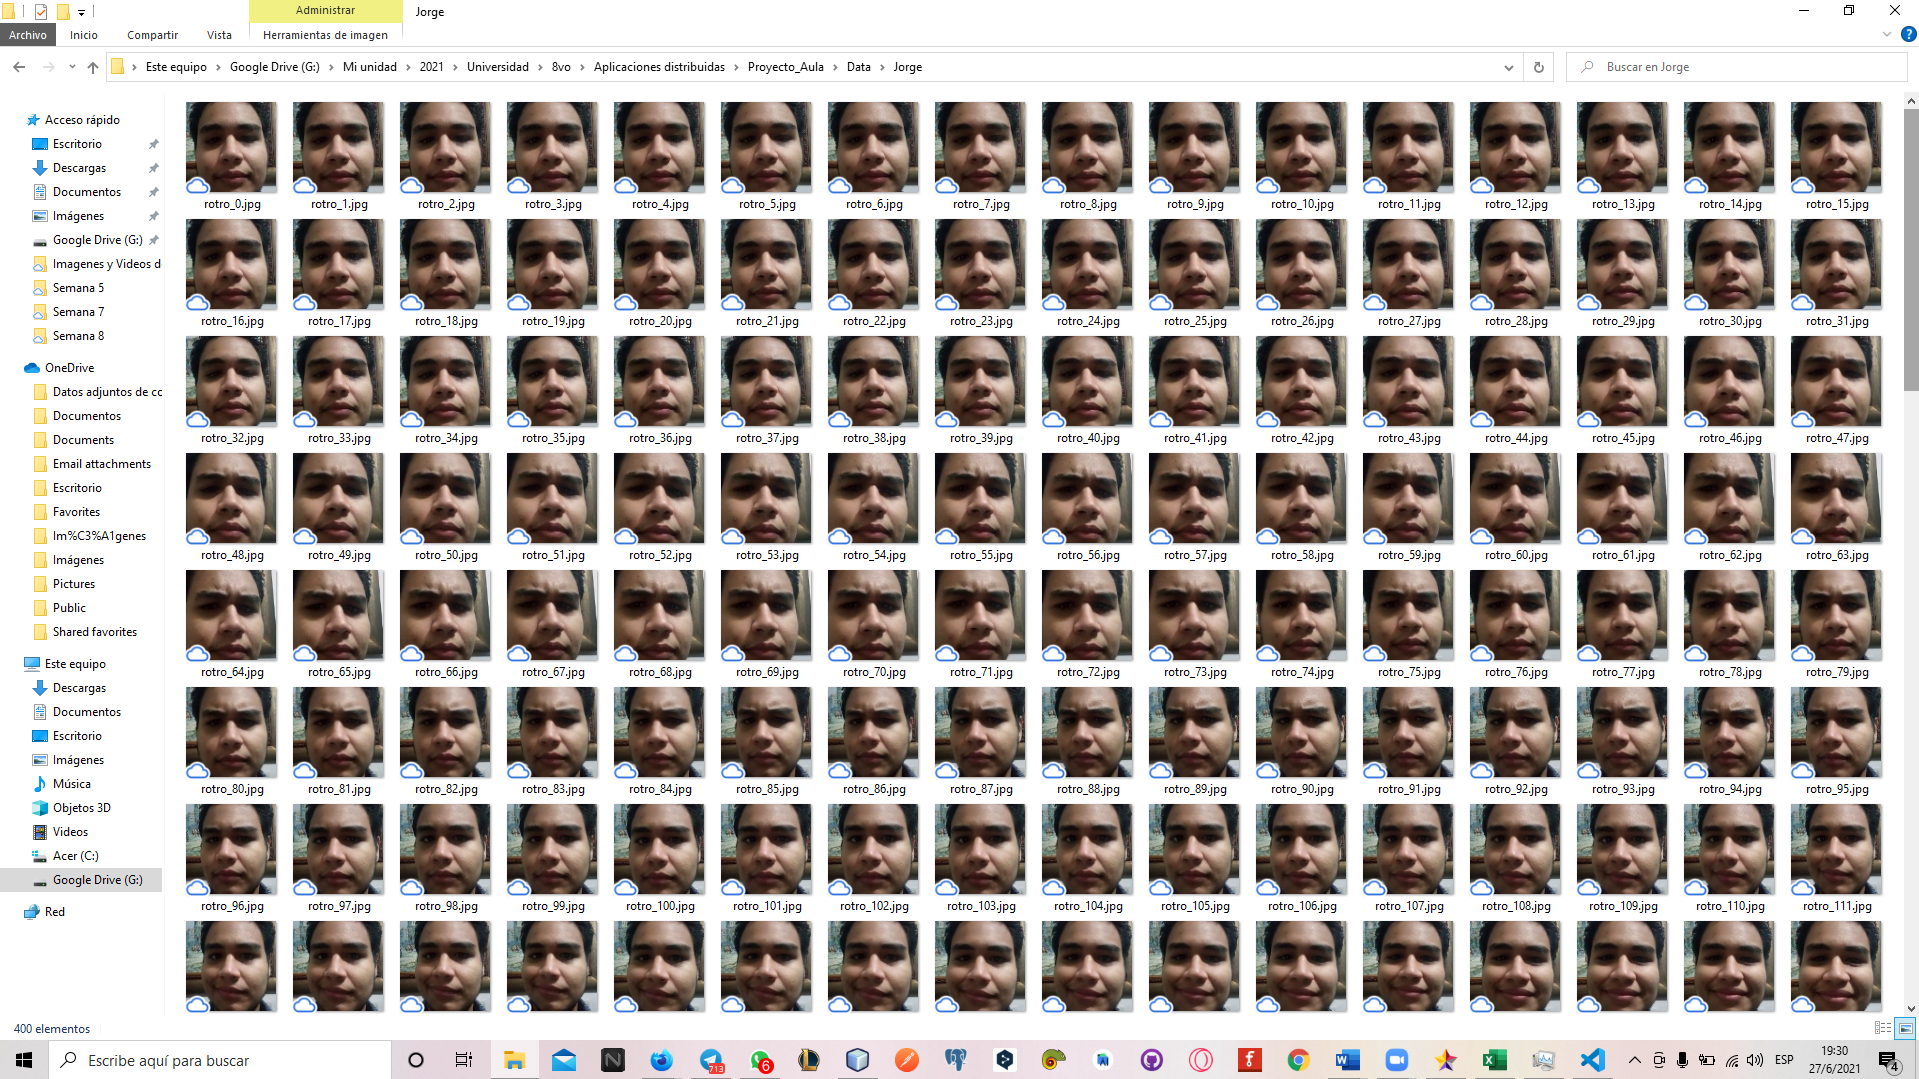 Administrar
Jorge
Archivo
Inicio
Compartir
Vista
Herramientas de imagen
Este equipo
Google Drive (G:)
Mi unidad
2021
Universidad
8vo
Aplicaciones distribuidas
Proyecto_Aula
Data
Jorge
Buscar en Jorge
Acceso rápido
Escritorio
Descargas
Documentos
Imágenes
Google Drive (G:)
Imagenes y Videos d
Semana 5
Semana 7
Semana 8
OneDrive
Datos adjuntos de cc
Documentos
Documents
Email attachments
Escritorio
Favorites
Im%C3%A1genes
Imágenes
Pictures
Public
Shared favorites
Este equipo
Descargas
Documentos
Escritorio
Imágenes
Música
Objetos 3D
Videos
Acer (C:)
Google Drive (G:)
Red
rotro_0.jpg rotro_1.jpg rotro_2.jpg rotro_3.jpg rotro_4.jpg rotro_5.jpg rotro_6.jpg rotro_7.jpg rotro_8.jpg rotro_9.jpg rotro_10.jpg rotro_11.jpg rotro_12.jpg rotro_13.jpg rotro_14.jpg rotro_15.jpg
rotro_16.jpg rotro_17.jpg rotro_18.jpg rotro_19.jpg rotro_20.jpg rotro_21.jpg rotro_22.jpg rotro_23.jpg rotro_24.jpg rotro_25.jpg rotro_26.jpg rotro_27.jpg rotro_28.jpg rotro_29.jpg rotro_30.jpg rotro_31.jpg
rotro_32.jpg rotro_33.jpg rotro_34.jpg rotro_35.jpg rotro_36.jpg rotro_37.jpg rotro_38.jpg rotro_39.jpg rotro_40.jpg rotro_41.jpg rotro_42.jpg rotro_43.jpg rotro_44.jpg rotro_45.jpg rotro_46.jpg rotro_47.jpg
rotro_48.jpg rotro_49.jpg rotro_50.jpg rotro_51.jpg rotro_52.jpg rotro_53.jpg rotro_54.jpg rotro_55.jpg rotro_56.jpg rotro_57.jpg rotro_58.jpg rotro_59.jpg rotro_60.jpg rotro_61.jpg rotro_62.jpg rotro_63.jpg
rotro_64.jpg rotro_65.jpg rotro_66.jpg rotro_67.jpg rotro_68.jpg rotro_69.jpg rotro_70.jpg rotro_71.jpg rotro_72.jpg rotro_73.jpg rotro_74.jpg rotro_75.jpg rotro_76.jpg rotro_77.jpg rotro_78.jpg rotro_79.jpg
rotro_80.jpg rotro_81.jpg rotro_82.jpg rotro_83.jpg rotro_84.jpg rotro_85.jpg rotro_86.jpg rotro_87.jpg rotro_88.jpg rotro_89.jpg rotro_90.jpg rotro_91.jpg rotro_92.jpg rotro_93.jpg rotro_94.jpg rotro_95.jpg
rotro_96.jpg rotro_97.jpg rotro_98.jpg rotro_99.jpg rotro_100.jpg rotro_101.jpg rotro_102.jpg rotro_103.jpg rotro_104.jpg rotro_105.jpg rotro_106.jpg rotro_107.jpg rotro_108.jpg rotro_109.jpg rotro_110.jpg rotro_111.jpg
400 elementos
Escribe aquí para buscar
713
6
ESP
19:30
27/6/2021
4